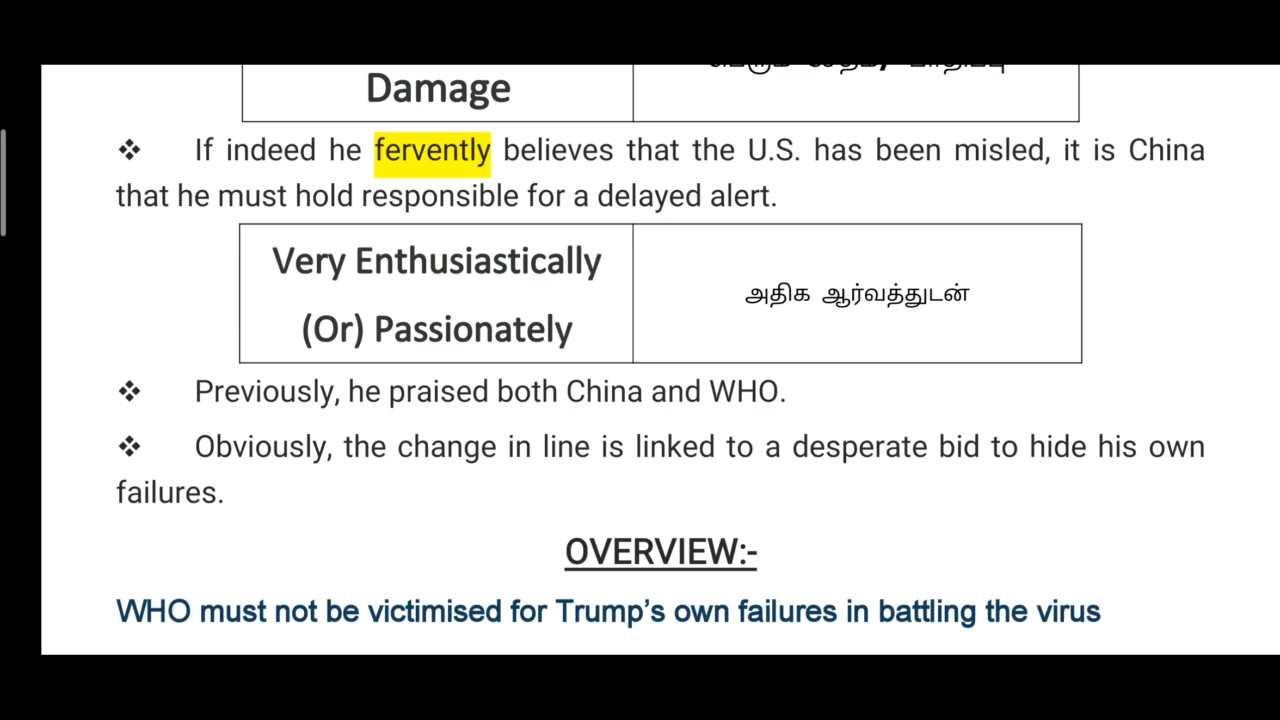 Damage
❖ If indeed he fervently believes that the U.S. has been misled, it is China
that he must hold responsible for a delayed alert.
Very Enthusiastically
(Or) Passionately
அதிக ஆர்வத்துடன்
❖ Previously, he praised both China and WHO.
❖ Obviously, the change in line is linked to a desperate bid to hide his own
failures.
OVERVIEW:-
WHO must not be victimised for Trump’s own failures in battling the virus